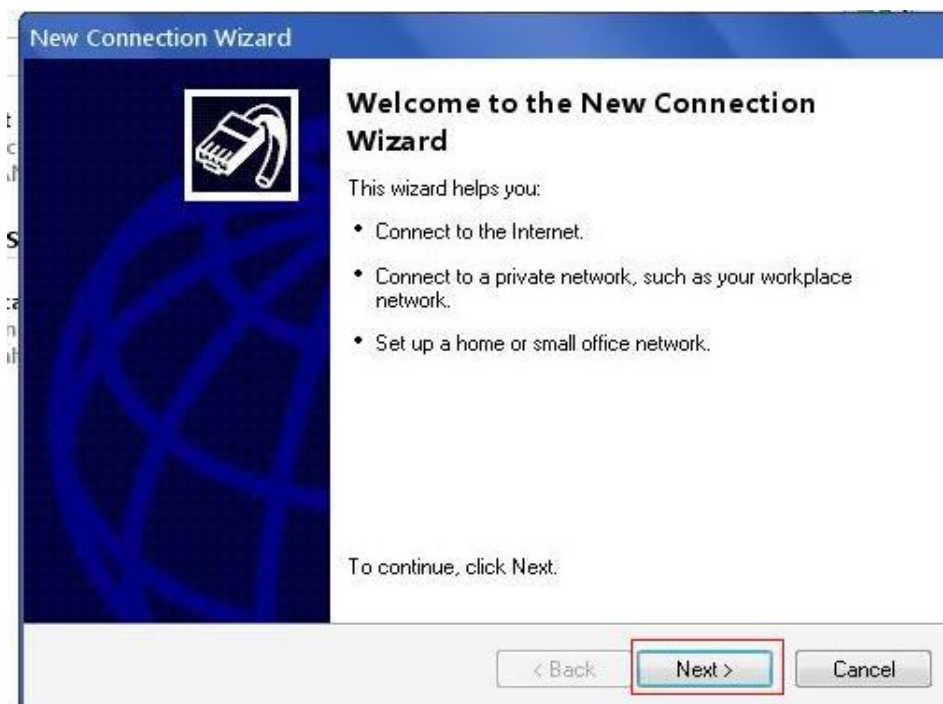 New Connection Wizard
Welcome to the New Connection
Wizard
This wizard helps you:
• Connect to the Internet.
• Connect to a private network, such as your workplace
network.
• Set up a home or small office network.
To continue, click Next.
< Back
Next >
Cancel